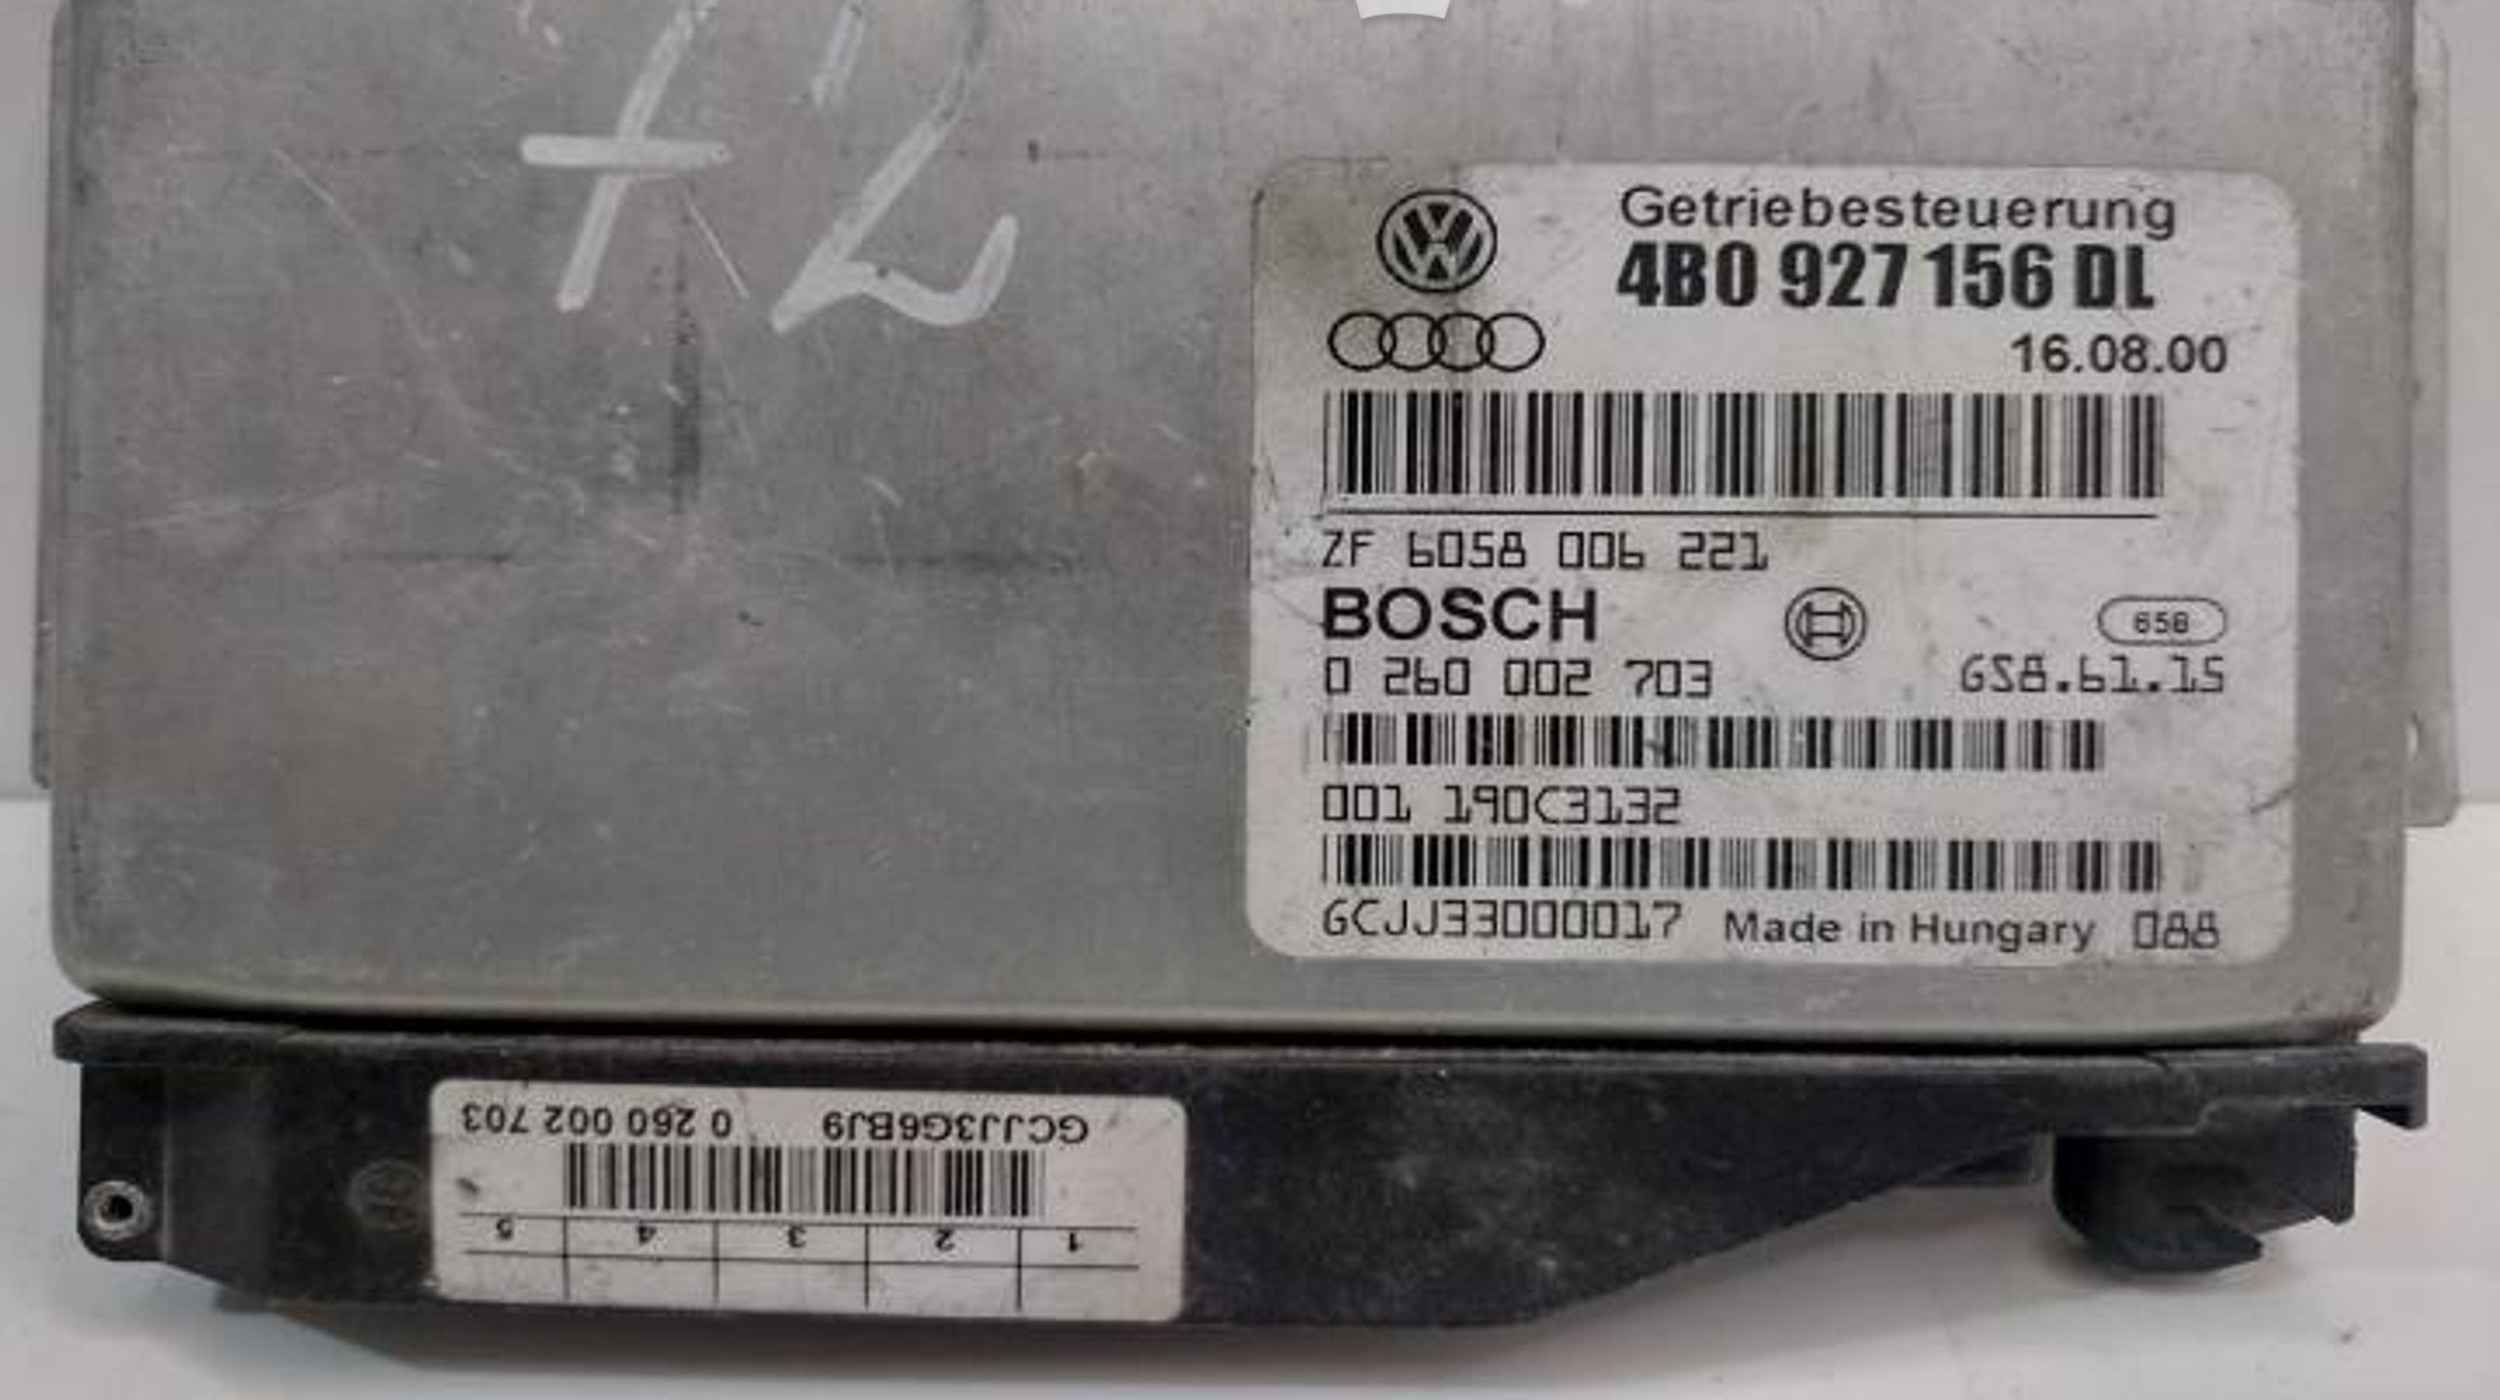 Getriebesteuerung
4B0 927 156 DL
16.08.00
ZF 6058 006 221
BOSCH
658
0 260 002 703 GS8.61.15
001 190C3132
GCJJ33000017 Made in Hungary 088
GCJJ3G6BJ9 0 260 002 703
1 2 3 4 5